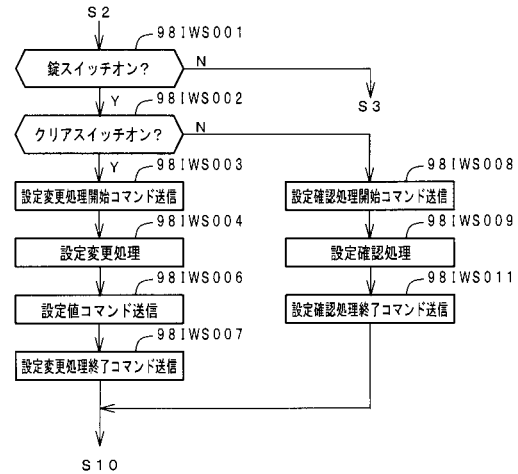 S2
98IWS001
錠スイッチオン?
N
S3
Y
98IWS002
クリアスイッチオン?
N
Y
98IWS003
設定変更処理開始コマンド送信
98IWS004
設定変更処理
98IWS006
設定値コマンド送信
98IWS007
設定変更処理終了コマンド送信
98IWS008
設定確認処理開始コマンド送信
98IWS009
設定確認処理
98IWS011
設定確認処理終了コマンド送信
S10